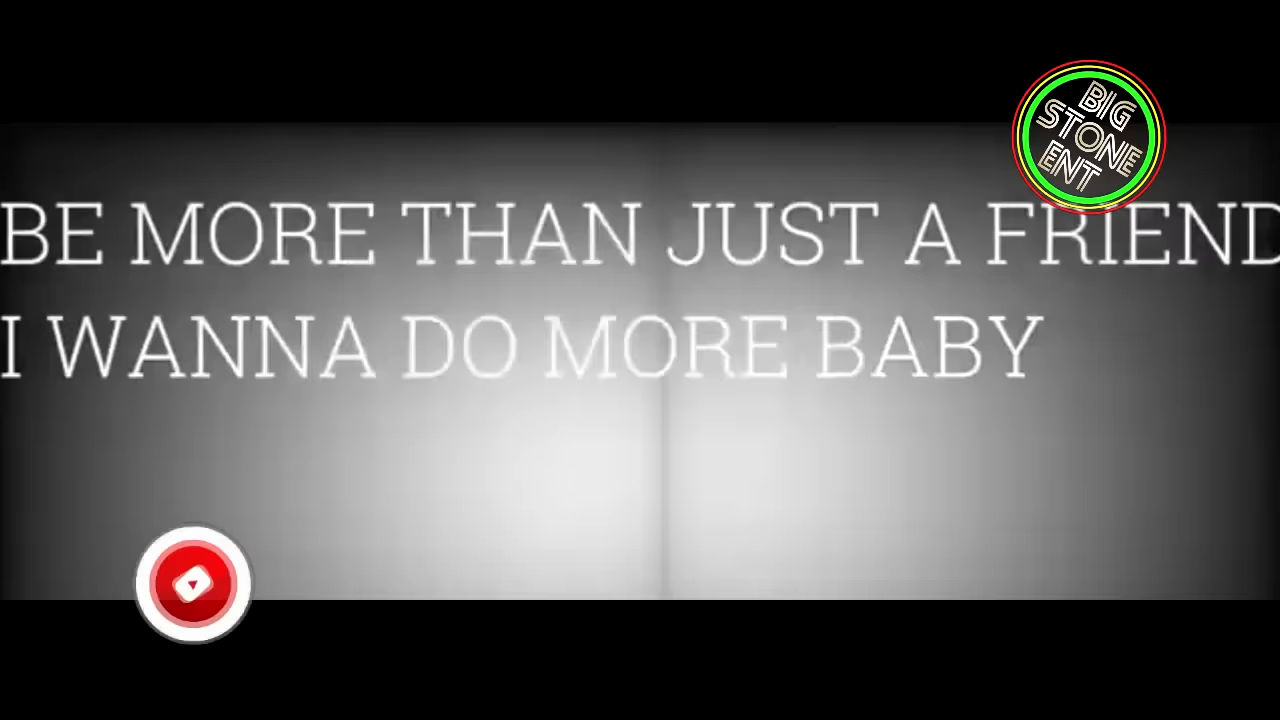 BIG
STONE
ENT
BE MORE THAN JUST A FRIEND
I WANNA DO MORE BABY